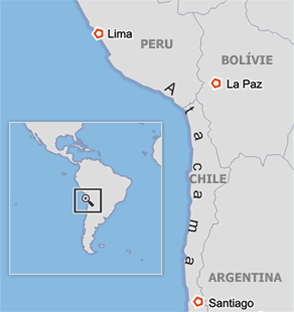 Lima
PERU
BOLÍVIE
La Paz
Atacama
CHILE
ARGENTINA
Santiago